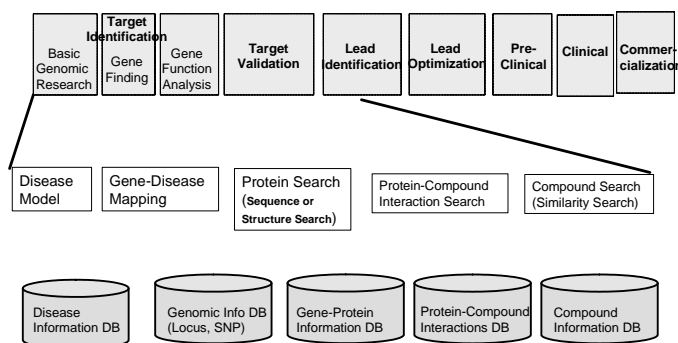 Target
Identification
Basic
Genomic
Research
Gene
Finding
Gene
Function
Analysis
Target
Validation
Lead
Identification
Lead
Optimization
Pre-
Clinical
Clinical
Commer-
cialization
Disease
Model
Gene-Disease
Mapping
Protein Search
(Sequence or
Structure Search)
Protein-Compound
Interaction Search
Compound Search
(Similarity Search)
Disease
Information DB
Genomic Info DB
(Locus, SNP)
Gene-Protein
Information DB
Protein-Compound
Interactions DB
Compound
Information DB